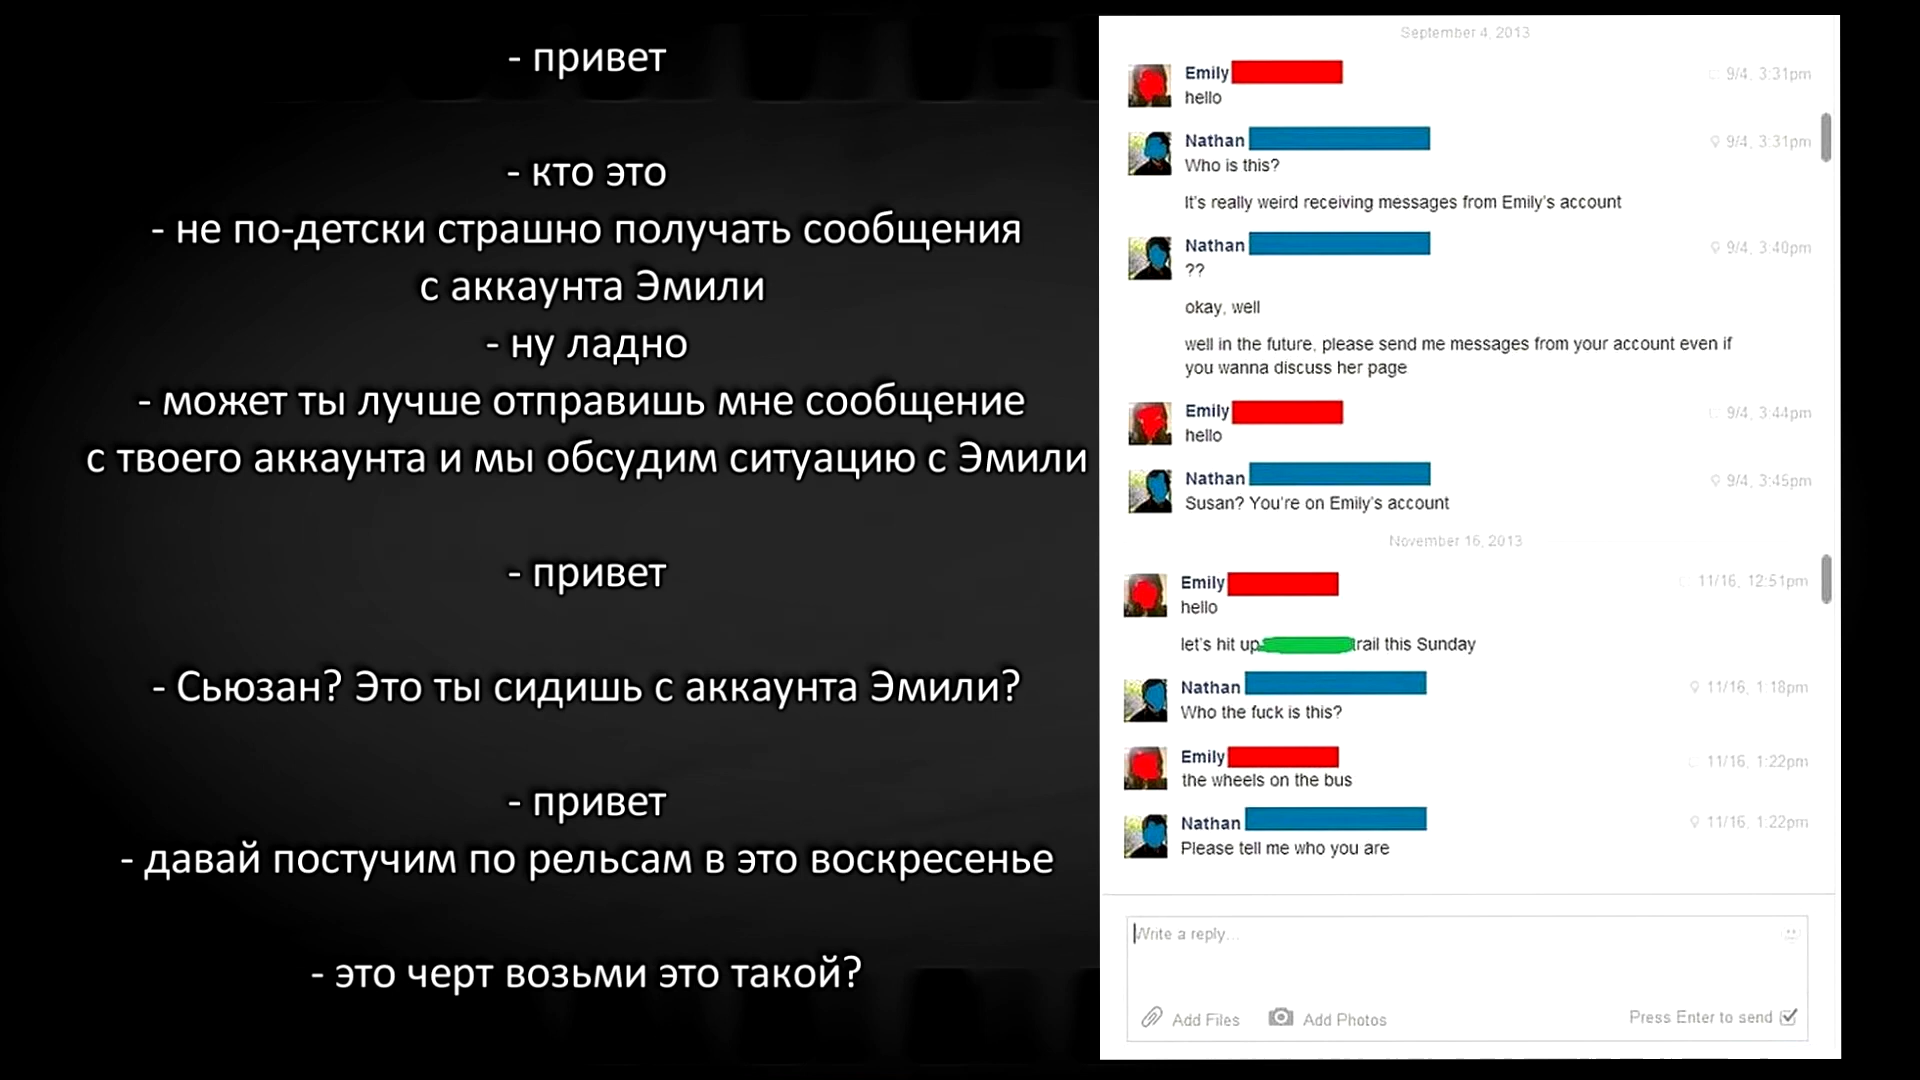 - привет
- кто это
- не по-детски страшно получать сообщения
с аккаунта Эмили
- ну ладно
- может ты лучше отправишь мне сообщение
с твоего аккаунта и мы обсудим ситуацию с Эмили
- привет
- Сьюзан? Это ты сидишь с аккаунта Эмили?
- привет
- давай постучим по рельсам в это воскресенье
- это черт возьми это такой?
September 4, 2013
Emily 9/4, 3:31pm
hello
Nathan 9/4, 3:31pm
Who is this?
It's really weird receiving messages from Emily's account
Nathan 9/4, 3:40pm
??
okay, well
well in the future, please send me messages from your account even if
you wanna discuss her page
Emily 9/4, 3:44pm
hello
Nathan 9/4, 3:45pm
Susan? You're on Emily's account
November 16, 2013
Emily 11/16, 12:51pm
hello
let's hit up trail this Sunday
Nathan 11/16, 1:18pm
Who the fuck is this?
Emily 11/16, 1:22pm
the wheels on the bus
Nathan 11/16, 1:22pm
Please tell me who you are
Write a reply...
Add Files Add Photos Press Enter to send